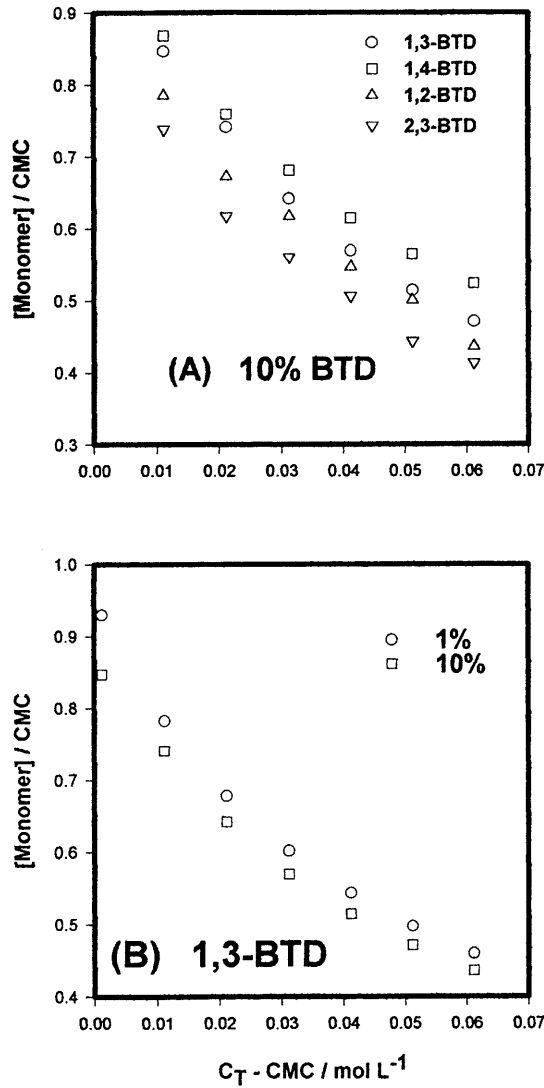 0.9
0.8
0.7
0.6
0.5
0.4
0.3
[Monomer] / CMC
1,3-BTD
1,4-BTD
1,2-BTD
2,3-BTD
(A) 10% BTD
0.00 0.01 0.02 0.03 0.04 0.05 0.06 0.07
1.0
0.9
0.8
0.7
0.6
0.5
0.4
[Monomer] / CMC
1%
10%
(B) 1,3-BTD
0.00 0.01 0.02 0.03 0.04 0.05 0.06 0.07
C_T - CMC / mol L⁻¹